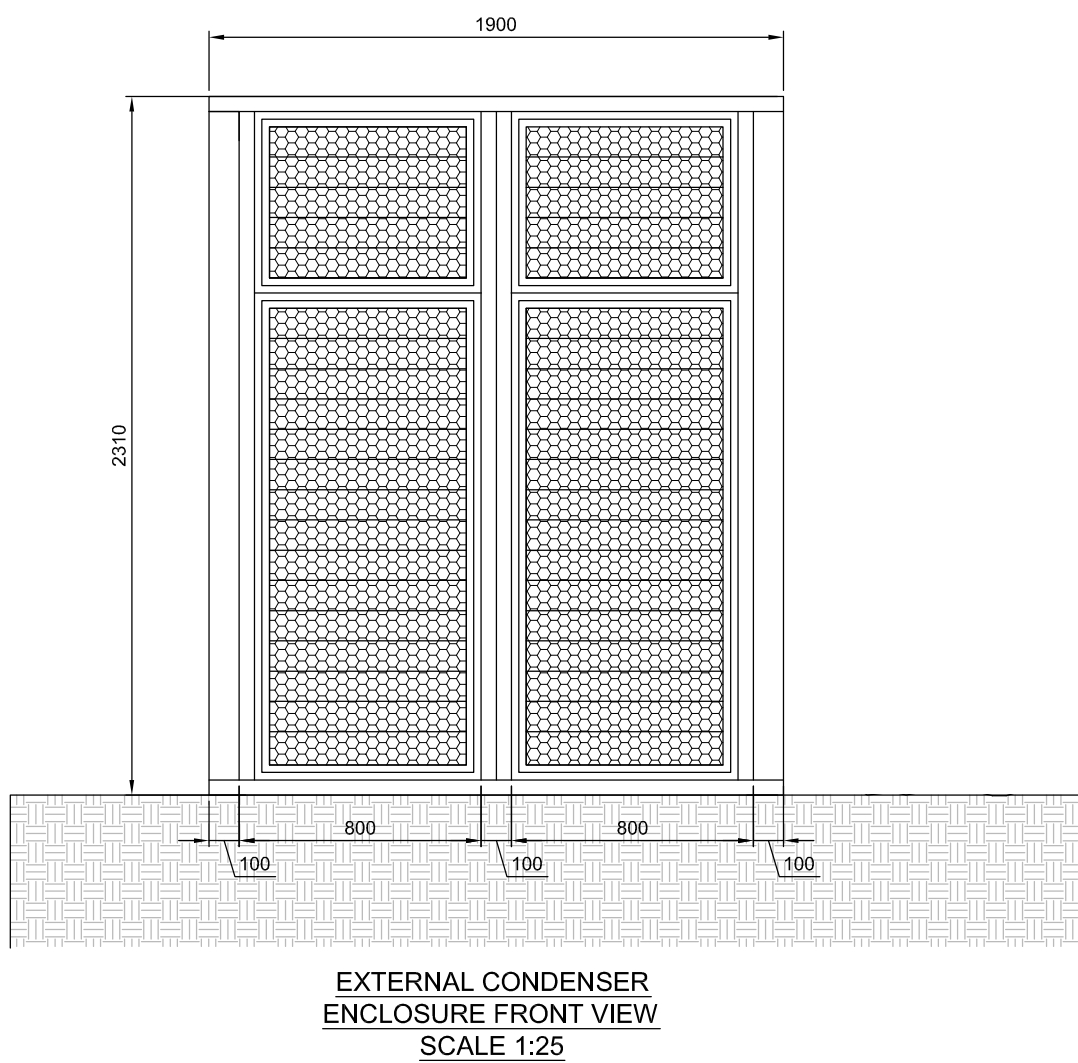 1900
2310
800
800
100
100
100
EXTERNAL CONDENSER
ENCLOSURE FRONT VIEW
SCALE 1:25